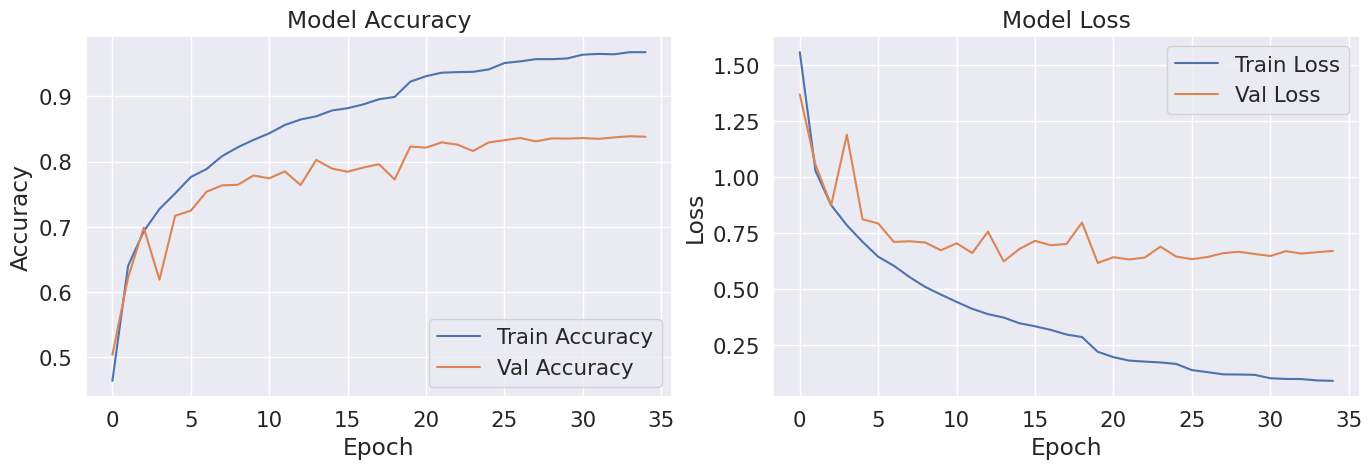 Model Accuracy
Accuracy
0.9
0.8
0.7
0.6
0.5
Train Accuracy
Val Accuracy
0 5 10 15 20 25 30 35
Epoch
Model Loss
Loss
1.50
1.25
1.00
0.75
0.50
0.25
Train Loss
Val Loss
0 5 10 15 20 25 30 35
Epoch